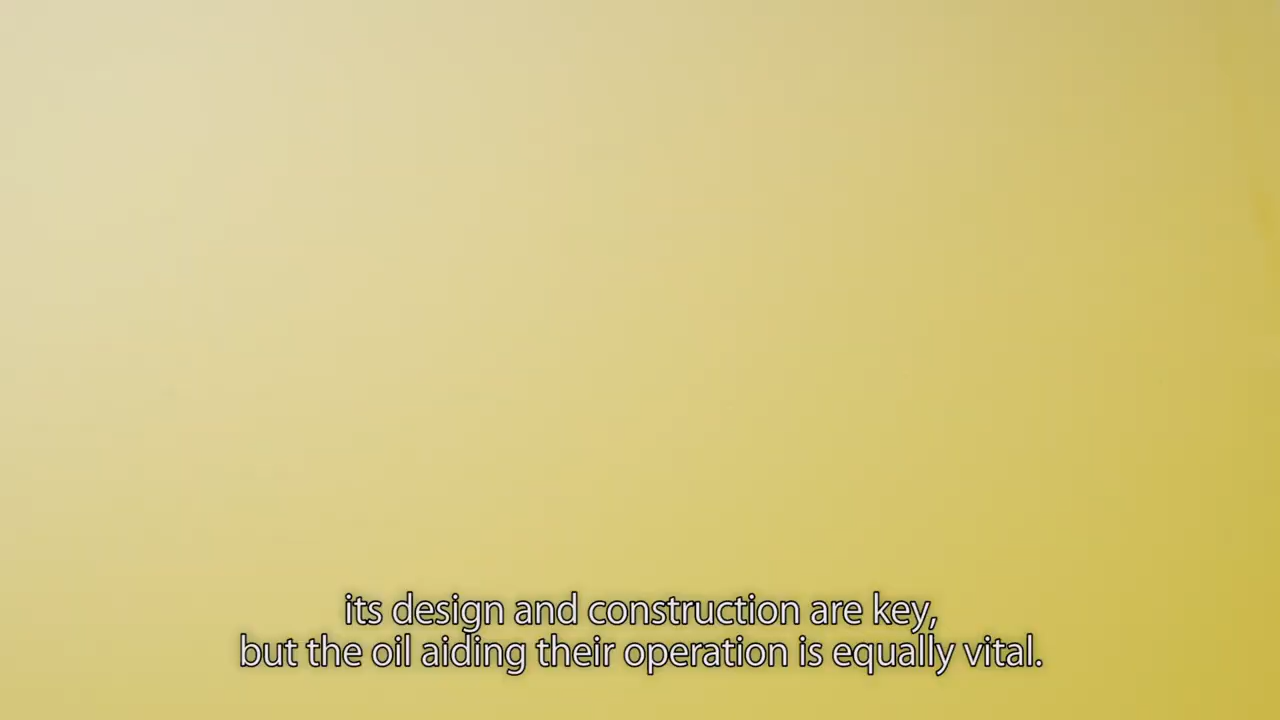 its design and construction are key,
but the oil aiding their operation is equally vital.